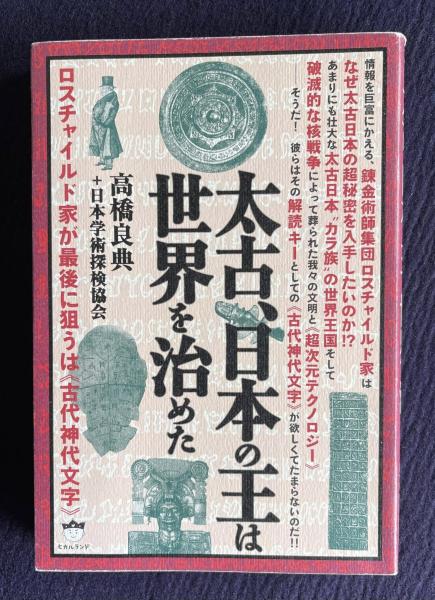 情報を巨富にかえる、錬金術師集団ロスチャイルド家は
なぜ太古日本の超秘密を入手したいのか!?
あまりにも壮大な太古日本“カラ族”の世界王国そして
破滅的な核戦争によって葬られた我々の文明と《超次元テクノロジー》
そうだ！彼らはその解読キーとしての《古代神代文字》が欲しくてたまらないのだ!!
太古、日本の王は
世界を治めた
高橋良典
+日本学術探検協会
ロスチャイルド家が最後に狙うは《古代神代文字》
ヒカルランド